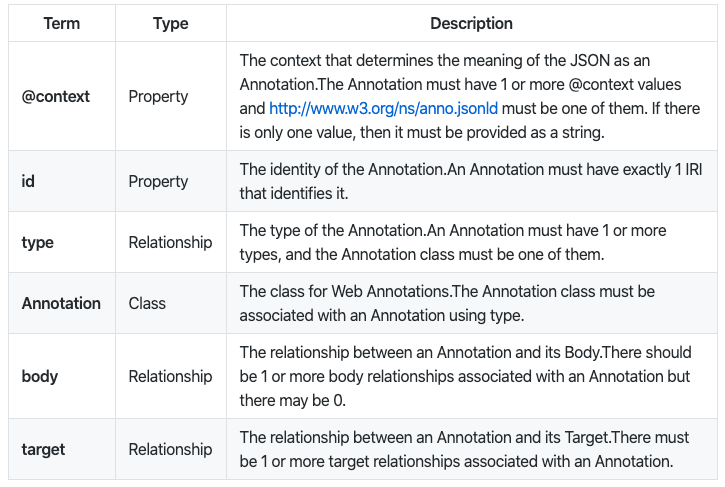 Term Type Description
The context that determines the meaning of the JSON as an
Annotation.The Annotation must have 1 or more @context values
@context Property
and http://www.w3.org/ns/anno.jsonld must be one of them. If there
is only one value, then it must be provided as a string.
The identity of the Annotation.An Annotation must have exactly 1 IRI
id Property
that identifies it.
The type of the Annotation.An Annotation must have 1 or more
type Relationship
types, and the Annotation class must be one of them.
The class for Web Annotations.The Annotation class must be
Annotation Class
associated with an Annotation using type.
The relationship between an Annotation and its Body.There should
body Relationship be 1 or more body relationships associated with an Annotation but
there may be 0.
The relationship between an Annotation and its Target.There must
target Relationship
be 1 or more target relationships associated with an Annotation.